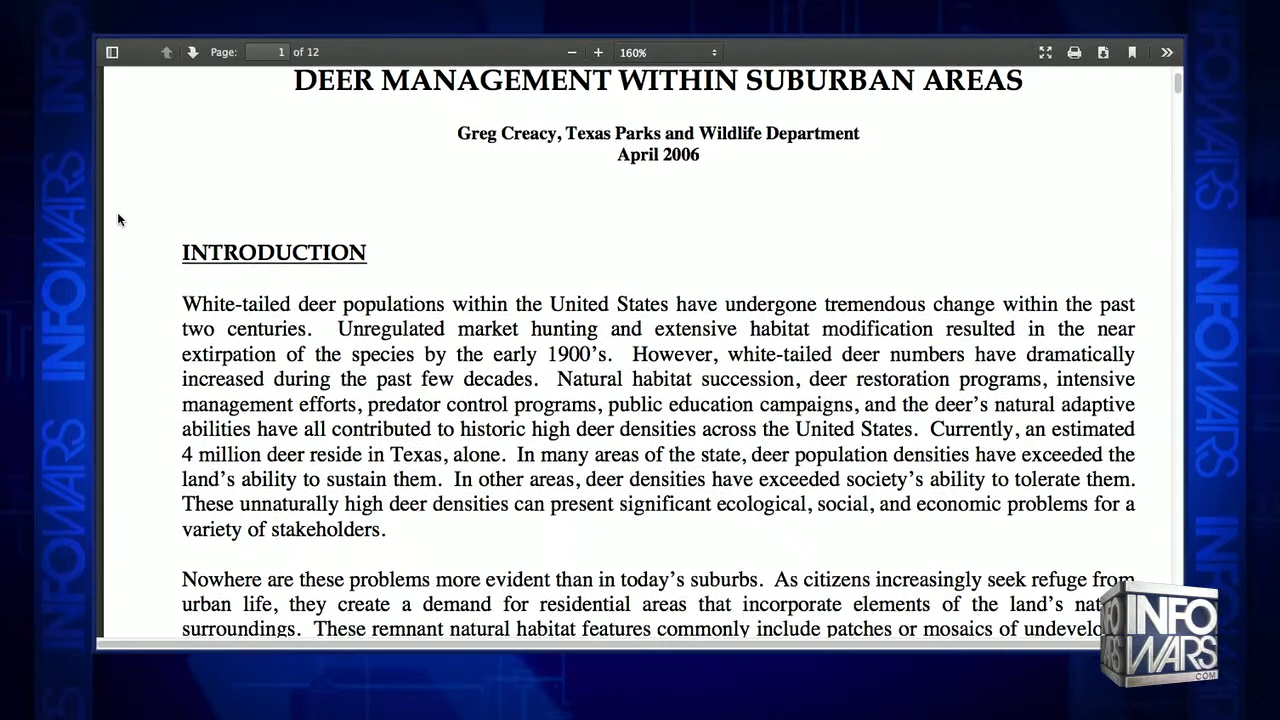 Page: 1 of 12
160%
DEER MANAGEMENT WITHIN SUBURBAN AREAS
Greg Creacy, Texas Parks and Wildlife Department
April 2006
INTRODUCTION
White-tailed deer populations within the United States have undergone tremendous change within the past
two centuries. Unregulated market hunting and extensive habitat modification resulted in the near
extirpation of the species by the early 1900's. However, white-tailed deer numbers have dramatically
increased during the past few decades. Natural habitat succession, deer restoration programs, intensive
management efforts, predator control programs, public education campaigns, and the deer's natural adaptive
abilities have all contributed to historic high deer densities across the United States. Currently, an estimated
4 million deer reside in Texas, alone. In many areas of the state, deer population densities have exceeded the
land's ability to sustain them. In other areas, deer densities have exceeded society's ability to tolerate them.
These unnaturally high deer densities can present significant ecological, social, and economic problems for a
variety of stakeholders.
Nowhere are these problems more evident than in today's suburbs. As citizens increasingly seek refuge from
urban life, they create a demand for residential areas that incorporate elements of the land's
surroundings. These remnant natural habitat features commonly include patches or mosaics of
INFO
WARS
.COM
INFOWARS
INFOWARS
INFOWARS
INFOWARS